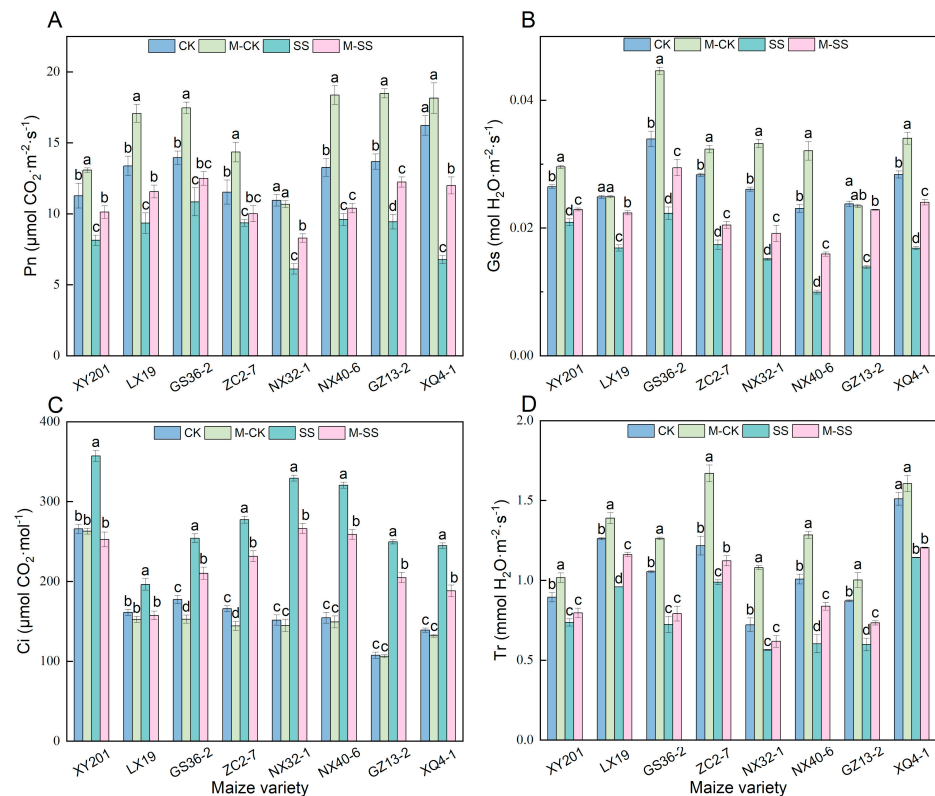 A
CK M-CK SS M-SS
Pn (μmol CO2·m-2·s-1)
20
15
10
5
0
b a c b
b a c b
b a c bc
b a c bc
a a c b
b a c c
b a d c
a a c b
XY201 LX19 GS36-2 ZC2-7 NX32-1 NX40-6 GZ13-2 XQ4-1
B
CK M-CK SS M-SS
Gs (mol H2O·m-2·s-1)
0.04
0.02
0.00
b a d c
a a c b
b a d c
b a d c
b a d c
b a d c
a ab c b
b a d c
XY201 LX19 GS36-2 ZC2-7 NX32-1 NX40-6 GZ13-2 XQ4-1
C
CK M-CK SS M-SS
Ci (μmol CO2·mol-1)
400
300
200
100
0
b b a b
b b a b
c d a b
c d a b
c c a b
c c a b
c c a b
c c a b
XY201 LX19 GS36-2 ZC2-7 NX32-1 NX40-6 GZ13-2 XQ4-1
Maize variety
D
CK M-CK SS M-SS
Tr (mmol H2O·m-2·s-1)
2.0
1.5
1.0
0.5
0.0
b a c c
b a d c
b a c c
b a c b
b a c c
b a d c
b a d c
a a b b
XY201 LX19 GS36-2 ZC2-7 NX32-1 NX40-6 GZ13-2 XQ4-1
Maize variety